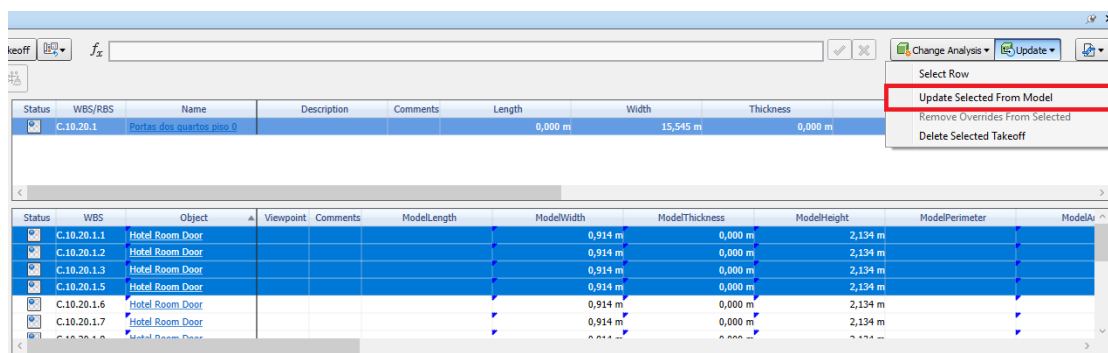 keoff fx Change Analysis Update
Select Row
Update Selected From Model
Remove Overrides From Selected
Delete Selected Takeoff
Status WBS/RBS Name Description Comments Length Width Thickness
C.10.20.1 Portas dos quartos piso 0 0,000 m 15,545 m 0,000 m
Status WBS Object Viewpoint Comments ModelLength ModelWidth ModelThickness ModelHeight ModelPerimeter ModelAr
C.10.20.1.1 Hotel Room Door 0,914 m 0,000 m 2,134 m
C.10.20.1.2 Hotel Room Door 0,914 m 0,000 m 2,134 m
C.10.20.1.3 Hotel Room Door 0,914 m 0,000 m 2,134 m
C.10.20.1.5 Hotel Room Door 0,914 m 0,000 m 2,134 m
C.10.20.1.6 Hotel Room Door 0,914 m 0,000 m 2,134 m
C.10.20.1.7 Hotel Room Door 0,914 m 0,000 m 2,134 m
Hotel Room Door